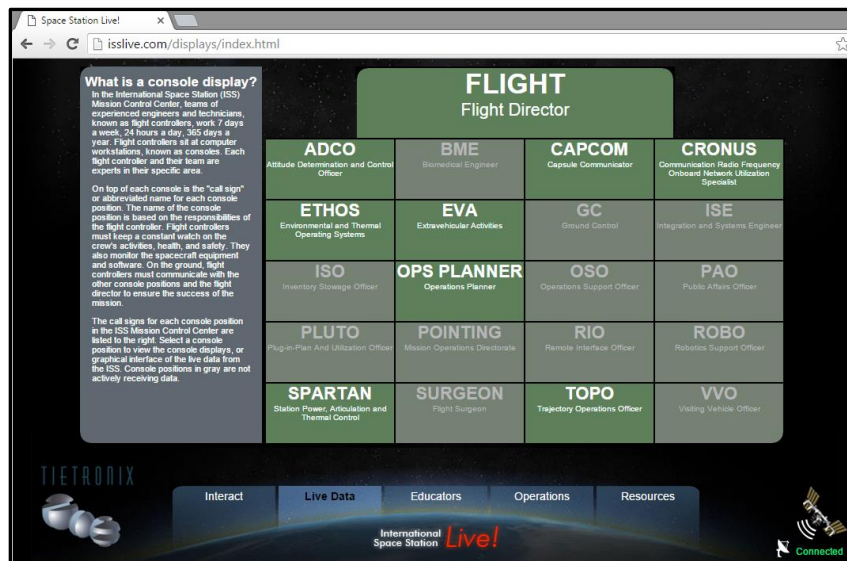 Space Station Live!
isslive.com/displays/index.html
What is a console display?
In the International Space Station (ISS)
Mission Control Center, teams of
experienced engineers and technicians,
known as flight controllers, work 7 days
a week, 24 hours a day, 365 days a
year. Flight controllers sit at computer
workstations, known as consoles. Each
flight controller and their team are
experts in their specific area.
On top of each console is the "call sign"
or abbreviated name for each console
position. The name of the console
position is based on the responsibilities of
the flight controller. Flight controllers
must keep a constant watch on the
crew's activities, health, and safety. They
also monitor the spacecraft equipment
and software. On the ground, flight
controllers must communicate with the
other console positions and the flight
director to ensure the success of the
mission.
The call signs for each console position
in the ISS Mission Control Center are
listed to the right. Select a console
position to view the console displays, or
graphical interface of the live data from
the ISS. Console positions in gray are not
actively receiving data.
FLIGHT
Flight Director
ADCO
Attitude Determination and Control
Officer
BME
Biomedical Engineer
CAPCOM
Capsule Communicator
CRONUS
Communication Radio Frequency
Onboard Network Utilization
Specialist
ETHOS
Environmental and Thermal
Operating Systems
EVA
Extravehicular Activities
GC
Ground Control
ISE
Integration and Systems Engineer
ISO
Inventory Stowage Officer
OPS PLANNER
Operations Planner
OSO
Operations Support Officer
PAO
Public Affairs Officer
PLUTO
Plug-in-Plan And Utilization Officer
POINTING
Mission Operations Directorate
RIO
Remote Interface Officer
ROBO
Robotics Support Officer
SPARTAN
Station Power, Articulation and
Thermal Control
SURGEON
Flight Surgeon
TOPO
Trajectory Operations Officer
VVO
Visiting Vehicle Officer
TIETRONIX
Interact
Live Data
Educators
Operations
Resources
International
Space Station Live!
Connected